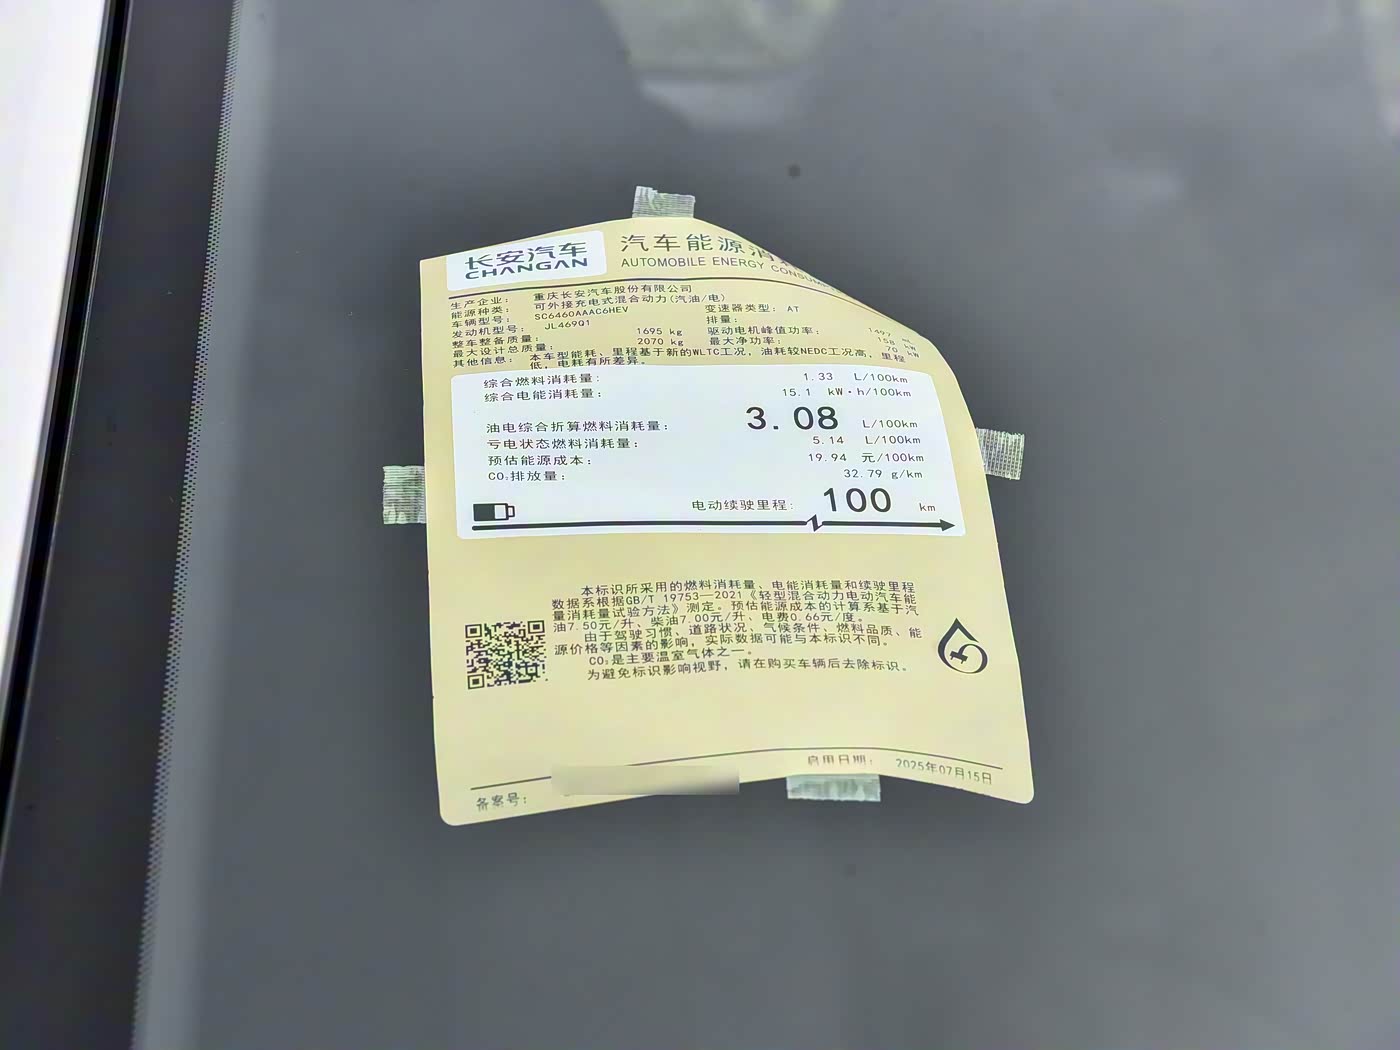 长安汽车
CHANGAN
汽车能源消
AUTOMOBILE ENERGY CONSUM
生产企业： 重庆长安汽车股份有限公司
能源种类： 可外接充电式混合动力(汽油/电)
车辆型号： SC6460AAAC6HEV 变速器类型： AT
发动机型号： JL469Q1 排量： 1497 mL
整车整备质量： 1695 kg 驱动电机峰值功率： 158 kW
最大设计总质量： 2070 kg 最大净功率： 70 kW
其他信息： 本车型能耗、里程基于新的WLTC工况，油耗较NEDC工况高，里程
低，电耗有所差异。
综合燃料消耗量： 1.33 L/100km
综合电能消耗量： 15.1 kW·h/100km
油电综合折算燃料消耗量： 3.08 L/100km
亏电状态燃料消耗量： 5.14 L/100km
预估能源成本： 19.94 元/100km
CO₂排放量： 32.79 g/km
电动续驶里程： 100 km
本标识所采用的燃料消耗量、电能消耗量和续驶里程
数据系根据GB/T 19753—2021《轻型混合动力电动汽车能
量消耗量试验方法》测定。预估能源成本的计算系基于汽
油7.50元/升、柴油7.00元/升、电费0.66元/度。
由于驾驶习惯、道路状况、气候条件、燃料品质、能
源价格等因素的影响，实际数据可能与本标识不同。
CO₂是主要温室气体之一。
为避免标识影响视野，请在购买车辆后去除标识。
备案号：
启用日期： 2025年07月15日